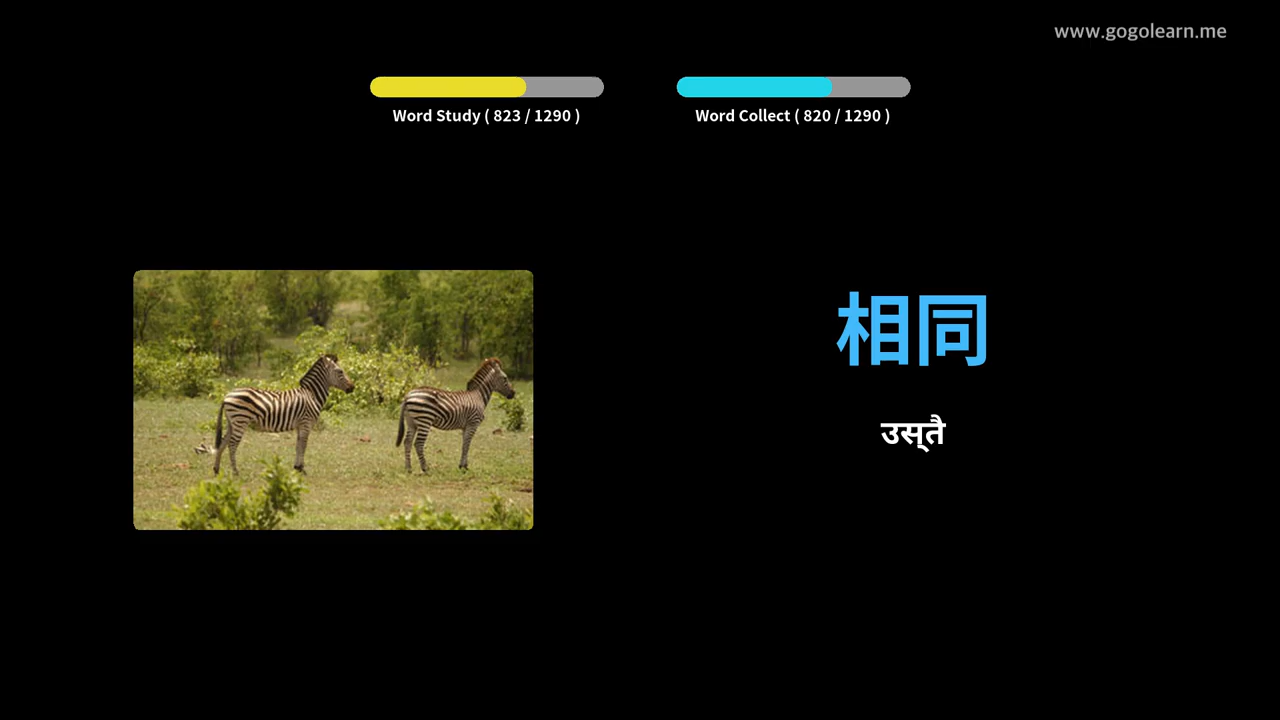 www.gogolearn.me
Word Study ( 823 / 1290 )
Word Collect ( 820 / 1290 )
相同
उस्‌तै